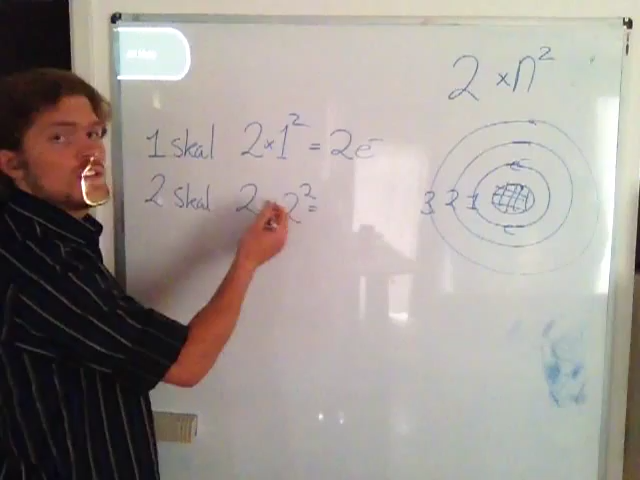 2 × n²
1 skal 2×1² = 2e⁻
2 skal 2 2² =
3 2 1
e
e